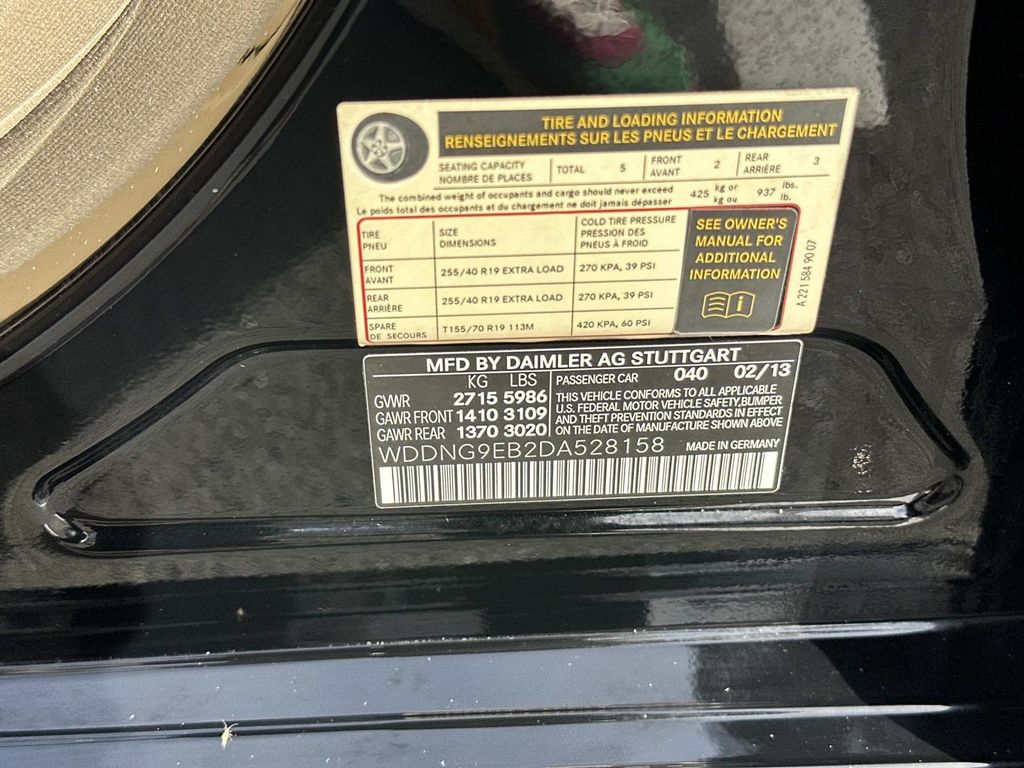 TIRE AND LOADING INFORMATION
RENSEIGNEMENTS SUR LES PNEUS ET LE CHARGEMENT
SEATING CAPACITY
NOMBRE DE PLACES
TOTAL 5
FRONT
AVANT
2
REAR
ARRIÈRE
3
The combined weight of occupants and cargo should never exceed
Le poids total des occupants et du chargement ne doit jamais dépasser
425 kg or
kg ou
937 lbs.
lb.
TIRE
PNEU
SIZE
DIMENSIONS
COLD TIRE PRESSURE
PRESSION DES
PNEUS À FROID
FRONT
AVANT
255/40 R19 EXTRA LOAD
270 KPA, 39 PSI
REAR
ARRIÈRE
255/40 R19 EXTRA LOAD
270 KPA, 39 PSI
SPARE
DE SECOURS
T155/70 R19 113M
420 KPA, 60 PSI
SEE OWNER'S
MANUAL FOR
ADDITIONAL
INFORMATION
A 221 584 90 07
MFD BY DAIMLER AG STUTTGART
KG LBS
GVWR 2715 5986
GAWR FRONT 1410 3109
GAWR REAR 1370 3020
PASSENGER CAR 040 02/13
THIS VEHICLE CONFORMS TO ALL APPLICABLE
U.S. FEDERAL MOTOR VEHICLE SAFETY,BUMPER
AND THEFT PREVENTION STANDARDS IN EFFECT
ON THE DATE OF MANUFACTURE SHOWN ABOVE
WDDNG9EB2DA528158 MADE IN GERMANY